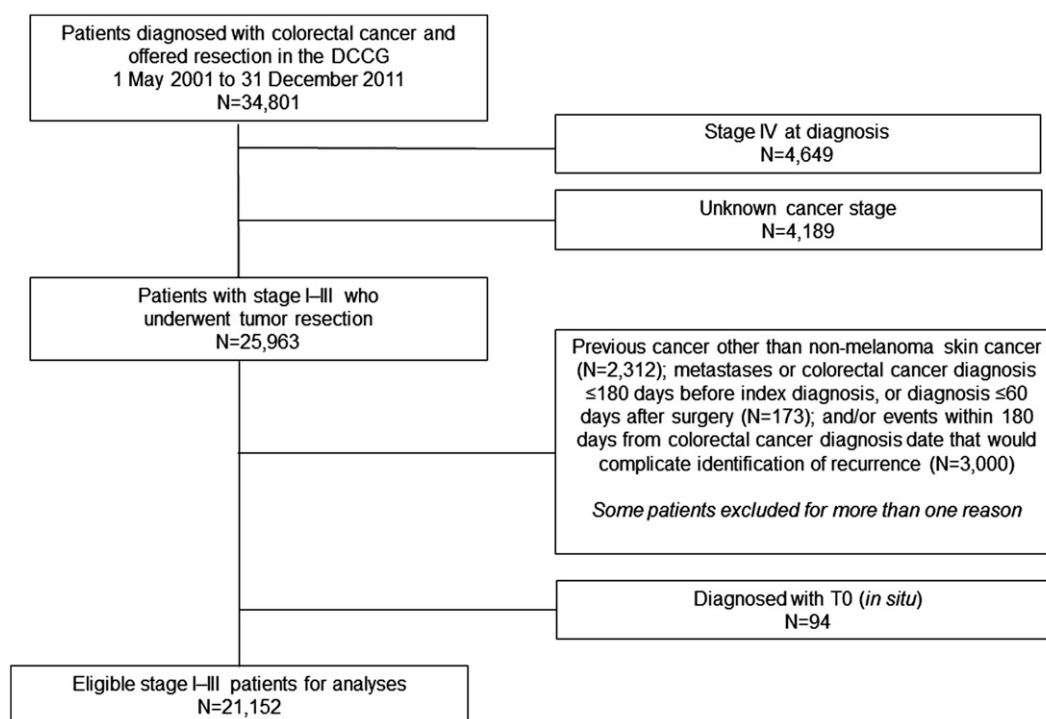 Patients diagnosed with colorectal cancer and
offered resection in the DCCG
1 May 2001 to 31 December 2011
N=34,801
Stage IV at diagnosis
N=4,649
Unknown cancer stage
N=4,189
Patients with stage I–III who
underwent tumor resection
N=25,963
Previous cancer other than non-melanoma skin cancer
(N=2,312); metastases or colorectal cancer diagnosis
≤180 days before index diagnosis, or diagnosis ≤60
days after surgery (N=173); and/or events within 180
days from colorectal cancer diagnosis date that would
complicate identification of recurrence (N=3,000)
Some patients excluded for more than one reason
Diagnosed with T0 (in situ)
N=94
Eligible stage I–III patients for analyses
N=21,152